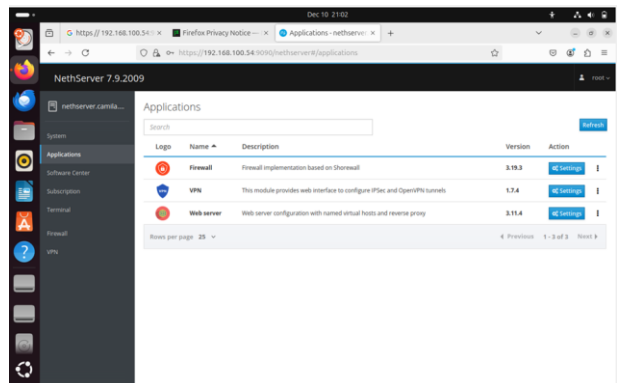 Dec 10 21:02
https://192.168.100.54:9
Firefox Privacy Notice —
Applications - nethserver.
https://192.168.100.54:9090/nethserver#/applications
NethServer 7.9.2009
root
nethserver.camila....
System
Applications
Software Center
Subscription
Terminal
Firewall
VPN
Applications
Search
Refresh
Logo Name Description Version Action
Firewall Firewall implementation based on Shorewall 3.19.3 Settings
VPN This module provides web interface to configure IPSec and OpenVPN tunnels 1.7.4 Settings
Web server Web server configuration with named virtual hosts and reverse proxy 3.11.4 Settings
Rows per page 25 Previous 1 - 3 of 3 Next